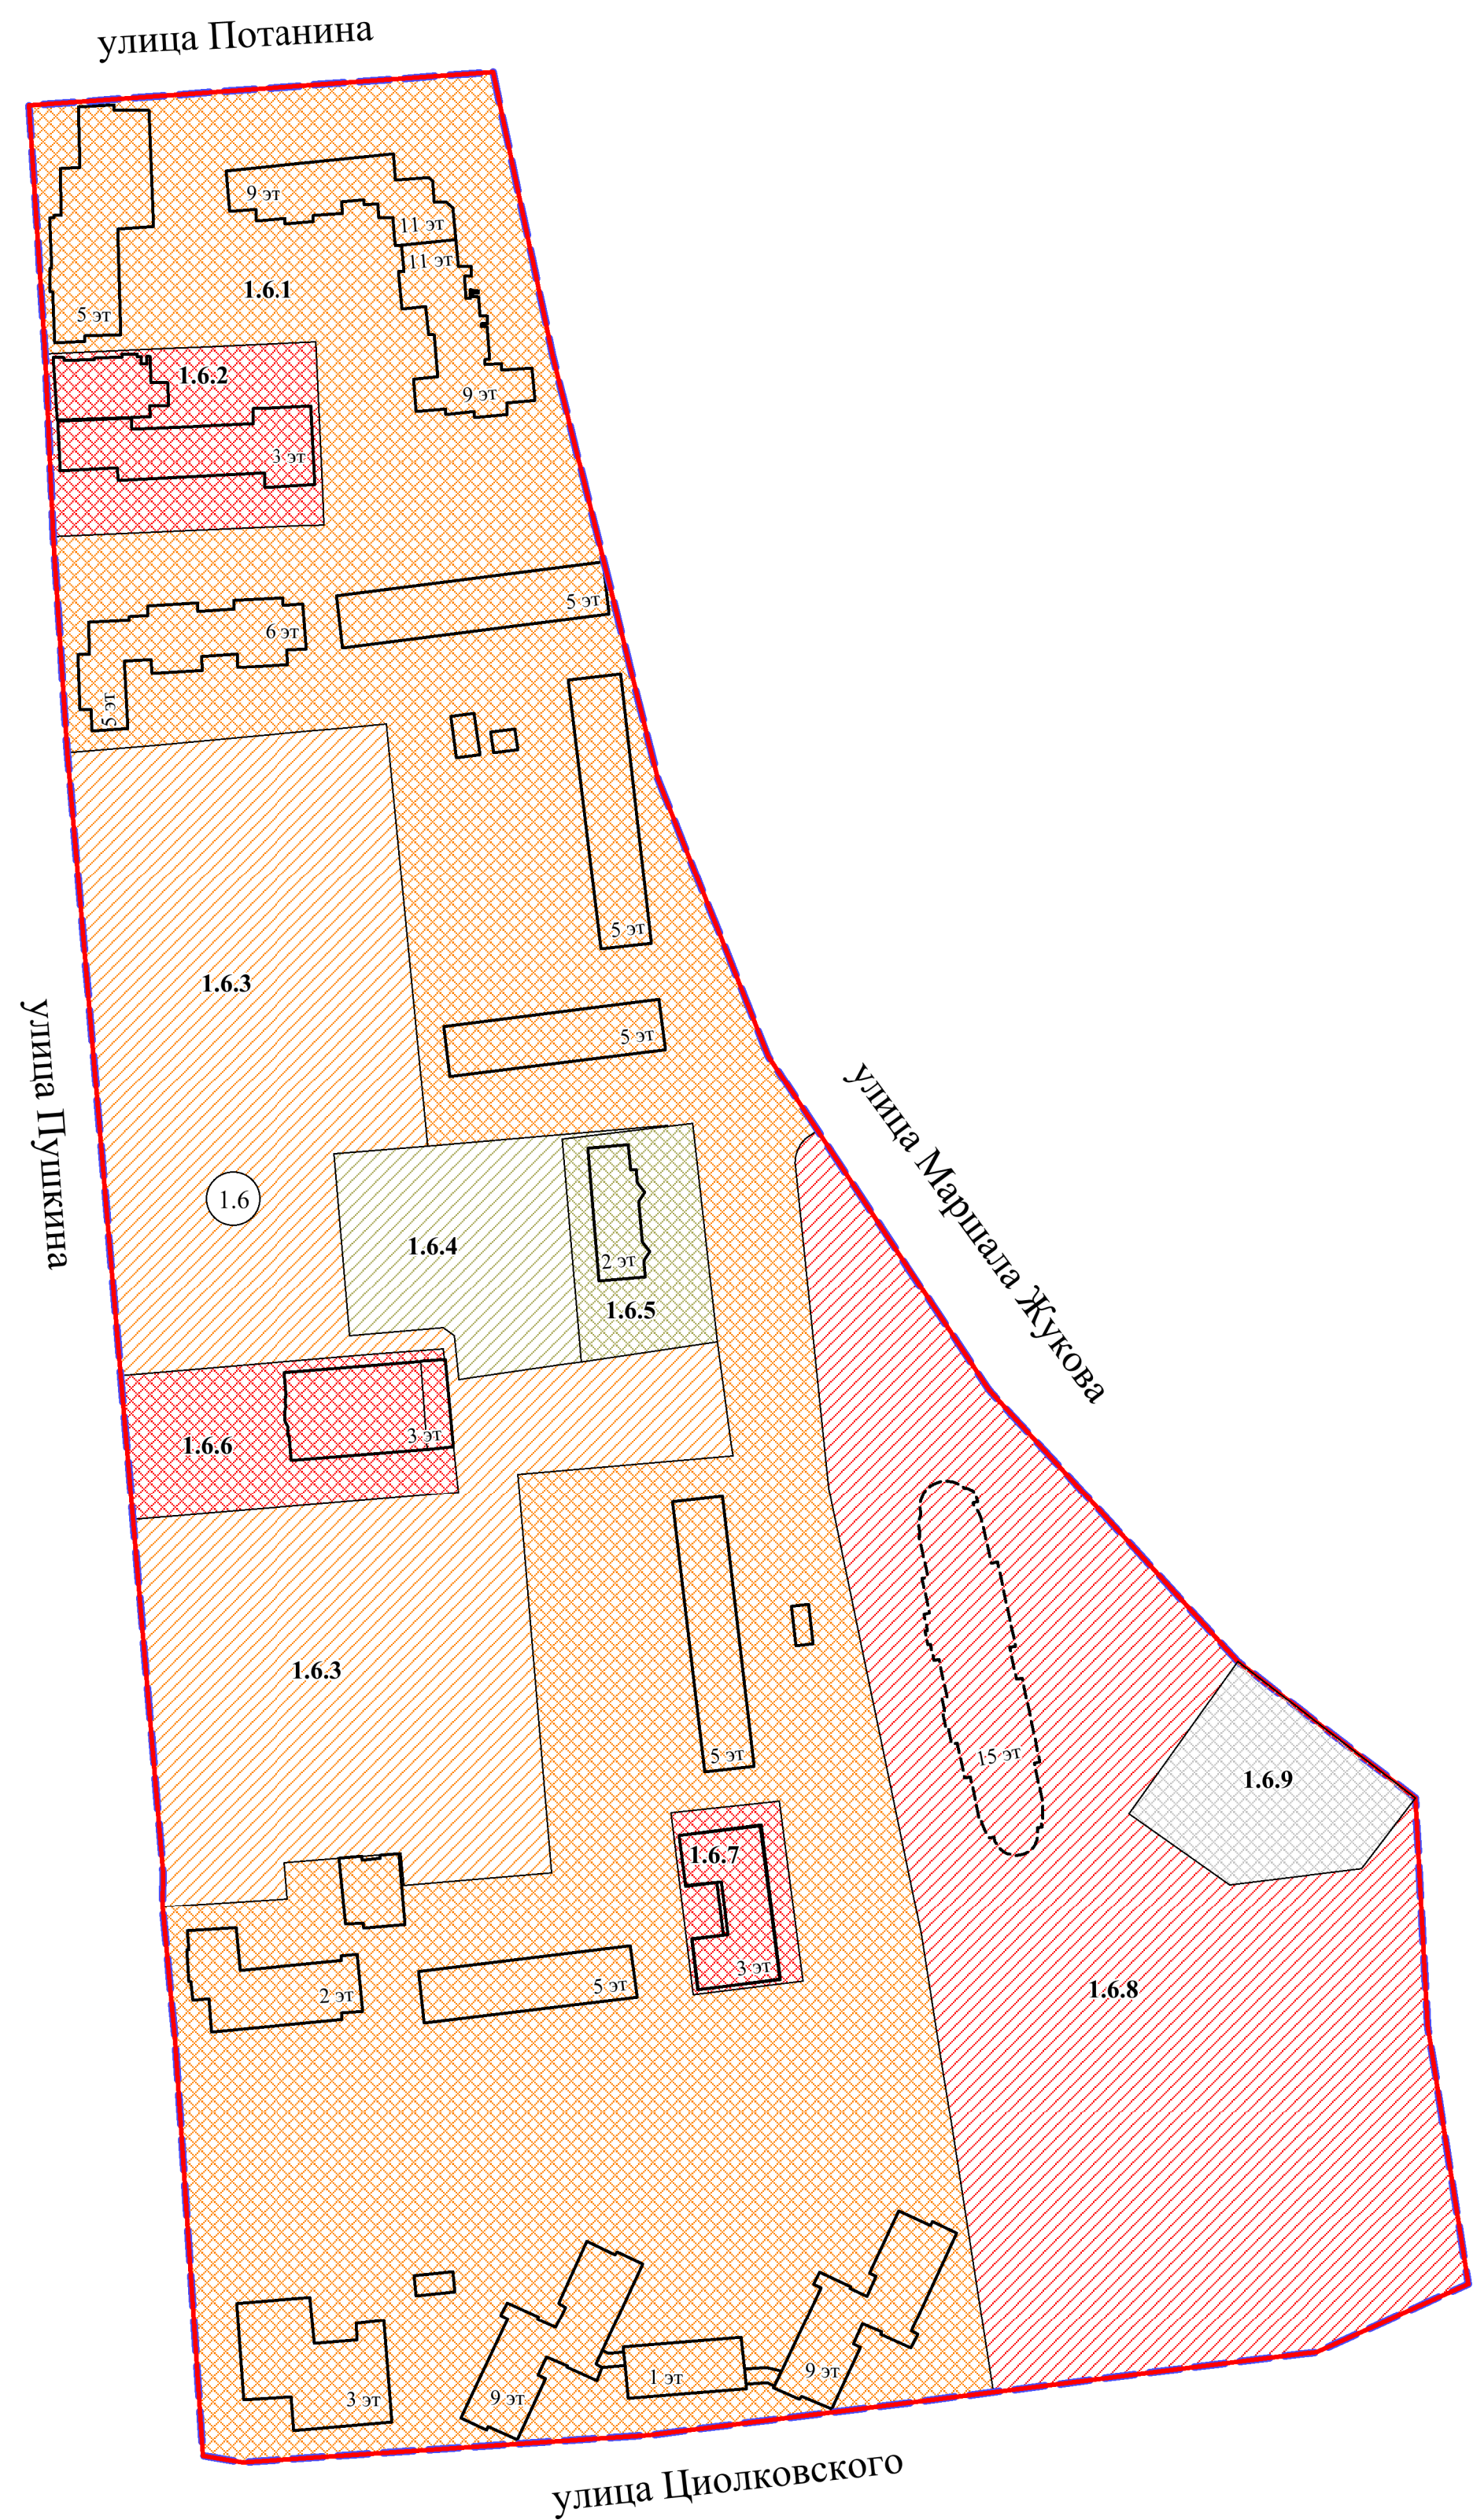 улица Потанина
9 эт
11 эт
11 эт
1.6.1
5 эт
1.6.2
9 эт
3 эт
5 эт
6 эт
5 эт
5 эт
1.6.3
5 эт
улица Пушкина
улица Маршала Жукова
1.6
1.6.4
2 эт
1.6.5
3 эт
1.6.6
1.6.3
5 эт
15 эт
1.6.9
1.6.7
3 эт
5 эт
2 эт
1.6.8
9 эт
1 эт
9 эт
3 эт
улица Циолковского